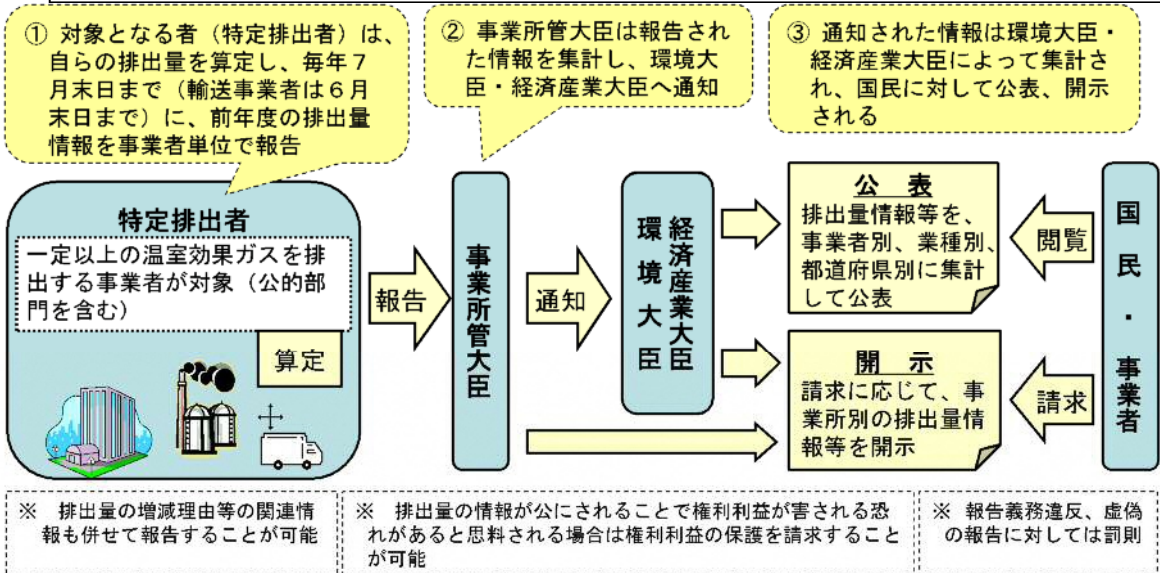 ① 対象となる者（特定排出者）は、
自らの排出量を算定し、毎年７
月末日まで（輸送事業者は６月
末日まで）に、前年度の排出量
情報を事業者単位で報告
② 事業所管大臣は報告され
た情報を集計し、環境大
臣・経済産業大臣へ通知
③ 通知された情報は環境大臣・
経済産業大臣によって集計さ
れ、国民に対して公表、開示
される
特定排出者
一定以上の温室効果ガスを排
出する事業者が対象（公的部
門を含む）
算定
報告
事業所管大臣
通知
経済産業大臣
環境大臣
公　表
排出量情報等を、
事業者別、業種別、
都道府県別に集計
して公表
開　示
請求に応じて、事
業所別の排出量情
報等を開示
閲覧
請求
国民・事業者
※　排出量の増減理由等の関連情
報も併せて報告することが可能
※　排出量の情報が公にされることで権利利益が害される恐
れがあると思料される場合は権利利益の保護を請求すること
が可能
※ 報告義務違反、虚偽
の報告に対しては罰則